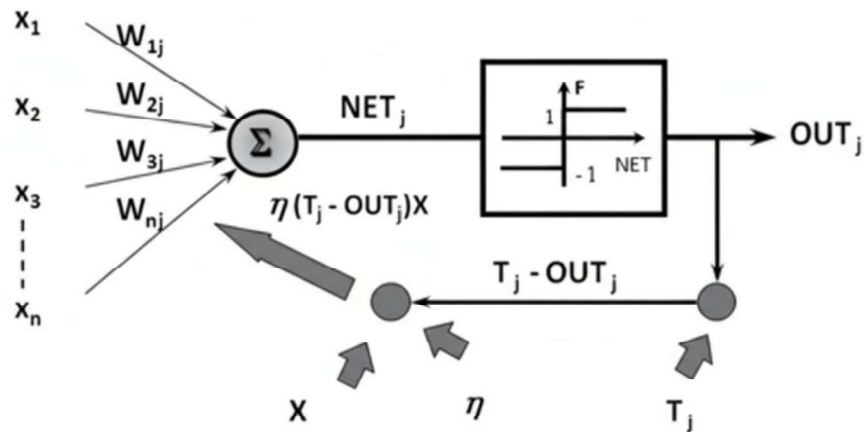 x₁
W₁ⱼ
x₂
W₂ⱼ
x₃
W₃ⱼ
Wₙⱼ
xₙ
Σ
NETⱼ
F
1
NET
- 1
OUTⱼ
η (Tⱼ - OUTⱼ)X
Tⱼ - OUTⱼ
X
η
Tⱼ